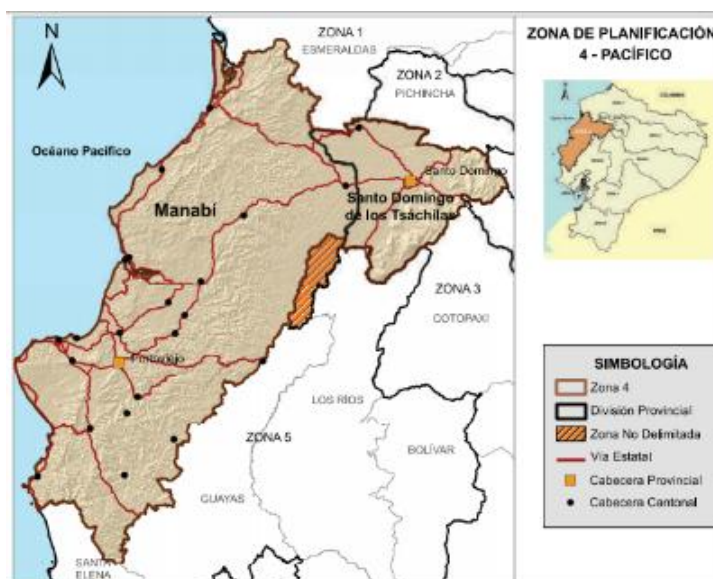 N
ZONA 1
ESMERALDAS
ZONA 2
PICHINCHA
Océano Pacífico
Santo Domingo
Manabí
Santo Domingo
de los Tsáchilas
ZONA 3
COTOPAXI
Portoviejo
LOS RÍOS
ZONA 5
BOLÍVAR
GUAYAS
SANTA
ELENA
ZONA DE PLANIFICACIÓN
4 - PACÍFICO
SIMBOLOGÍA
Zona 4
División Provincial
Zona No Delimitada
Vía Estatal
Cabecera Provincial
Cabecera Cantonal